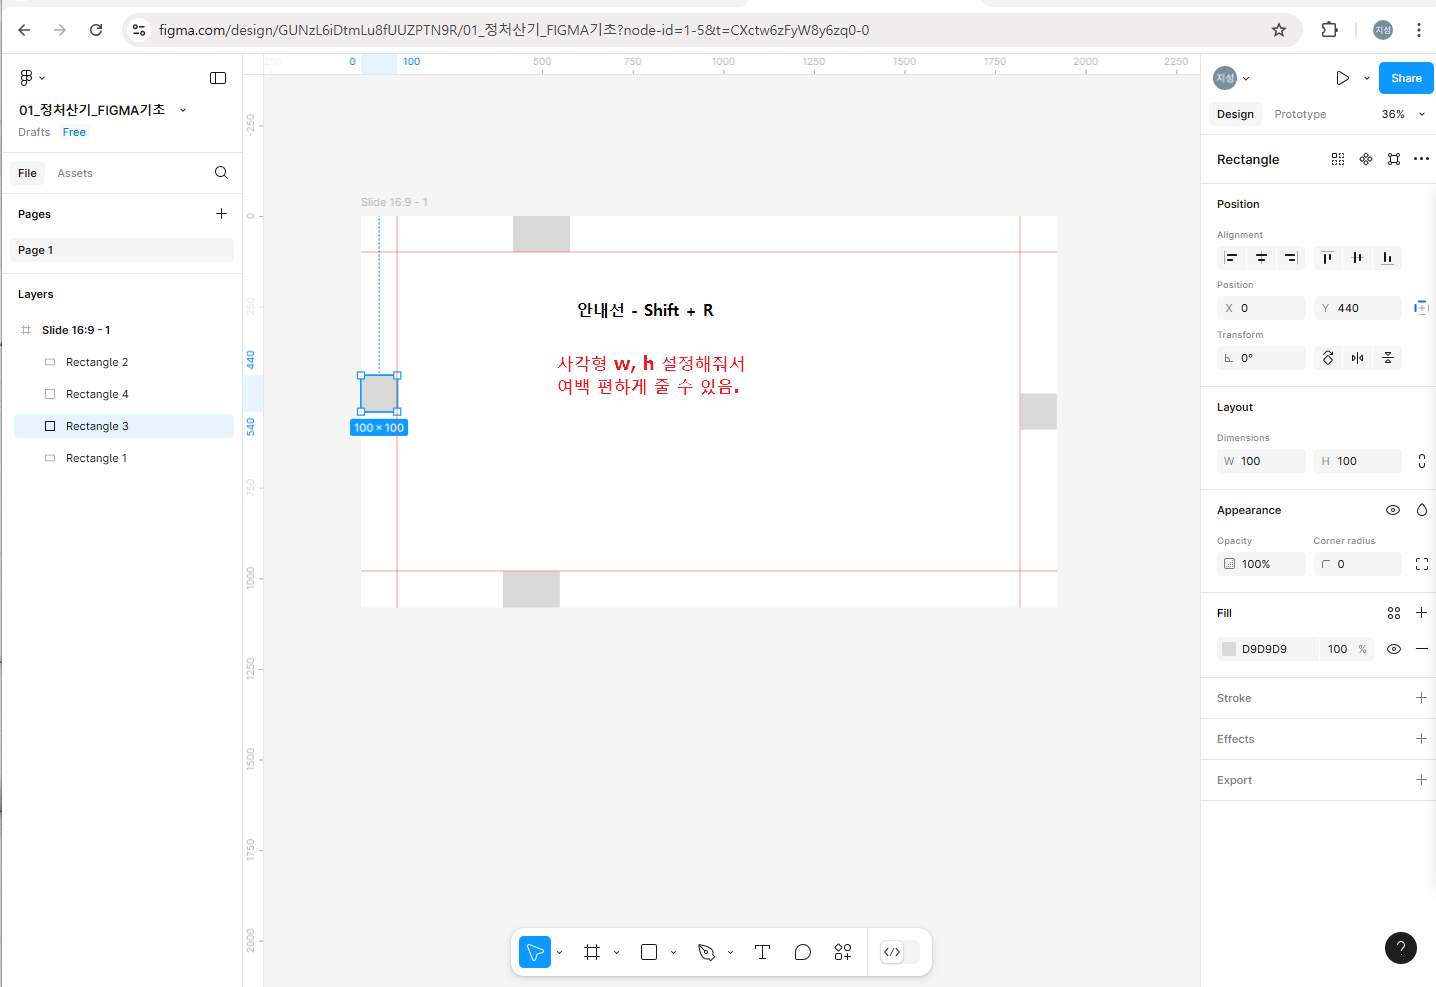 figma.com/design/GUNzL6iDtmLu8fUUZPTN9R/01_정처산기_FIGMA기초?node-id=1-5&t=CXctw6zFyW8y6zq0-0
지성
01_정처산기_FIGMA기초
Drafts Free
File Assets
Pages
Page 1
Layers
Slide 16:9 - 1
Rectangle 2
Rectangle 4
Rectangle 3
Rectangle 1
-250 0 100 500 750 1000 1250 1500 1750 2000 2250
-250
0
250
440
540
750
1000
1250
1500
1750
2000
Slide 16:9 - 1
안내선 - Shift + R
사각형 w, h 설정해줘서
여백 편하게 줄 수 있음.
100 × 100
지성
Share
Design Prototype 36%
Rectangle
Position
Alignment
Position
X 0 Y 440
Transform
0°
Layout
Dimensions
W 100 H 100
Appearance
Opacity Corner radius
100% 0
Fill
D9D9D9 100 %
Stroke
Effects
Export
?